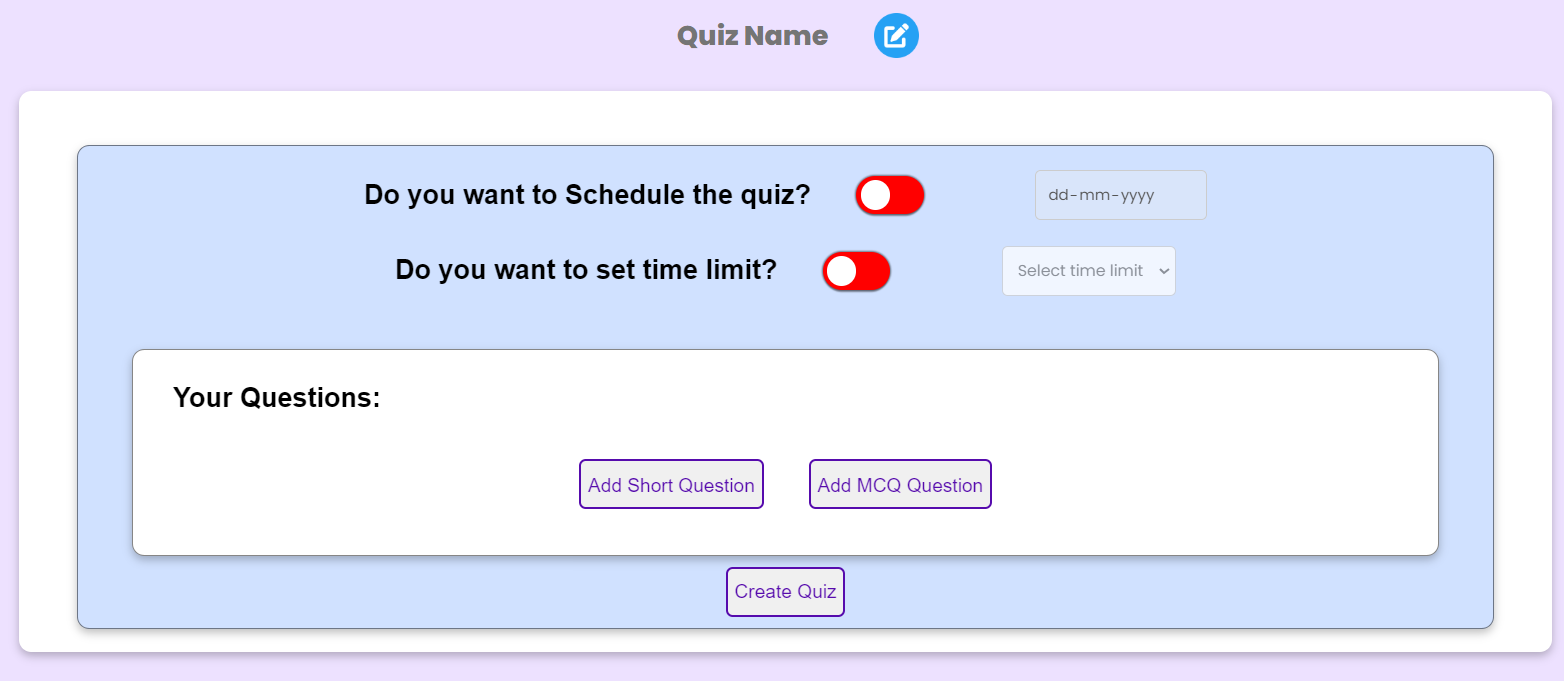 Quiz Name
Do you want to Schedule the quiz? dd-mm-yyyy
Do you want to set time limit? Select time limit
Your Questions:
Add Short Question Add MCQ Question
Create Quiz